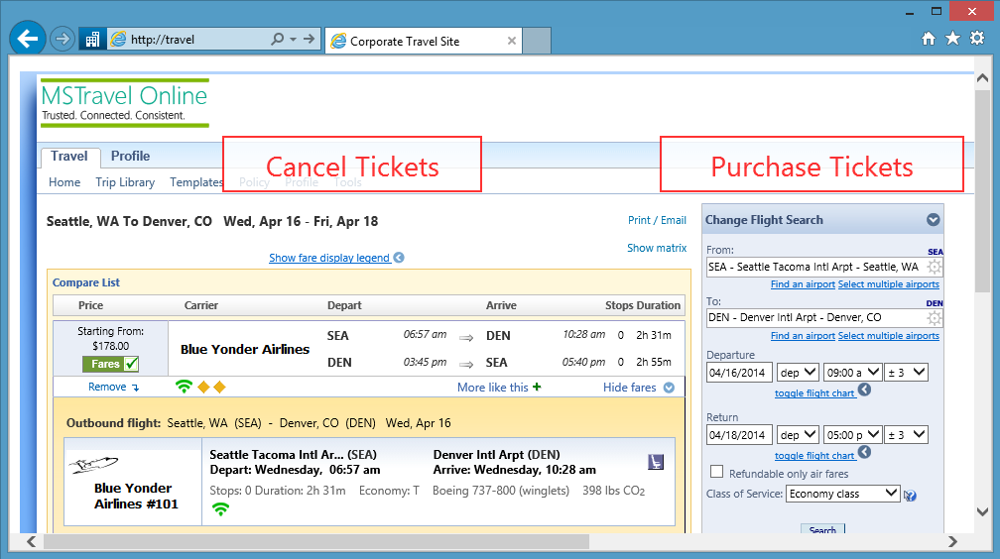 http://travel
Corporate Travel Site
MSTravel Online
Trusted. Connected. Consistent.
Travel Profile
Cancel Tickets
Purchase Tickets
Home Trip Library Templates Policy Profile Tools
Seattle, WA To Denver, CO Wed, Apr 16 - Fri, Apr 18
Print / Email
Show matrix
Show fare display legend
Compare List
Price Carrier Depart Arrive Stops Duration
Starting From:
$178.00
Fares
Blue Yonder Airlines
SEA 06:57 am DEN 10:28 am 0 2h 31m
DEN 03:45 pm SEA 05:40 pm 0 2h 55m
Remove More like this Hide fares
Outbound flight: Seattle, WA (SEA) - Denver, CO (DEN) Wed, Apr 16
Blue Yonder
Airlines #101
Seattle Tacoma Intl Ar... (SEA) Denver Intl Arpt (DEN)
Depart: Wednesday, 06:57 am Arrive: Wednesday, 10:28 am
Stops: 0 Duration: 2h 31m Economy: T Boeing 737-800 (winglets) 398 lbs CO2
Change Flight Search
From: SEA
SEA - Seattle Tacoma Intl Arpt - Seattle, WA
Find an airport Select multiple airports
To: DEN
DEN - Denver Intl Arpt - Denver, CO
Find an airport Select multiple airports
Departure
04/16/2014 dep 09:00 a ± 3
toggle flight chart
Return
04/18/2014 dep 05:00 p ± 3
toggle flight chart
Refundable only air fares
Class of Service: Economy class
Search